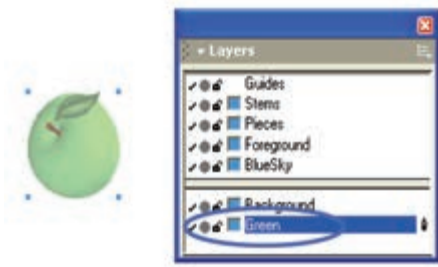 Layers
Guides
Stems
Pieces
Foreground
BlueSky
Background
Green